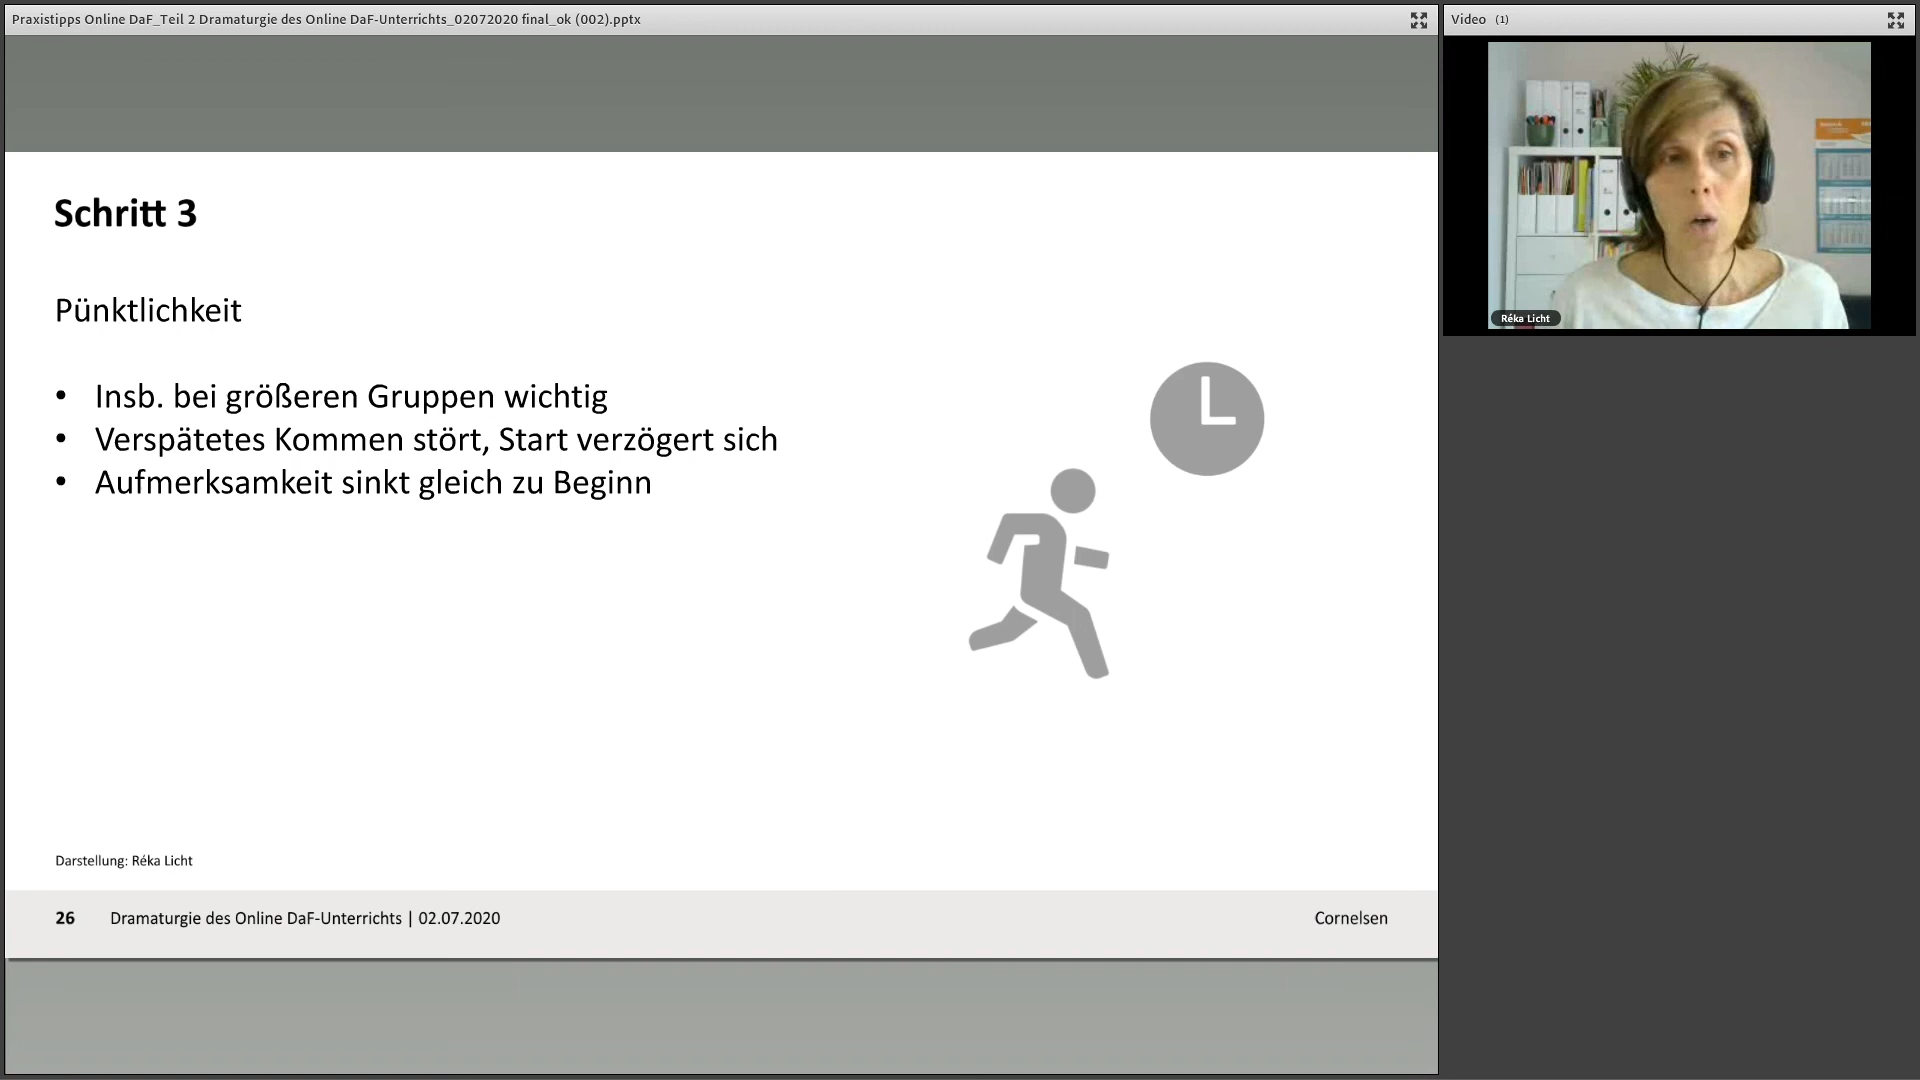 Praxistipps Online DaF_Teil 2 Dramaturgie des Online DaF-Unterrichts_02072020 final_ok (002).pptx
Video (1)
Réka Licht
Schritt 3
Pünktlichkeit
• Insb. bei größeren Gruppen wichtig
• Verspätetes Kommen stört, Start verzögert sich
• Aufmerksamkeit sinkt gleich zu Beginn
Darstellung: Réka Licht
26 Dramaturgie des Online DaF-Unterrichts | 02.07.2020 Cornelsen